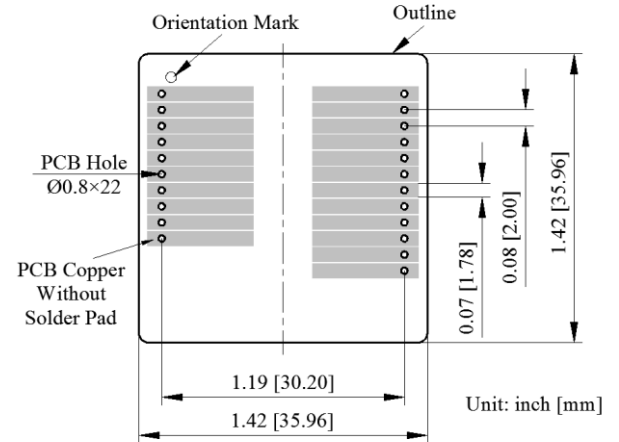 Orientation Mark
Outline
PCB Hole
Ø0.8×22
PCB Copper
Without
Solder Pad
0.07 [1.78]
0.08 [2.00]
1.42 [35.96]
1.19 [30.20]
1.42 [35.96]
Unit: inch [mm]